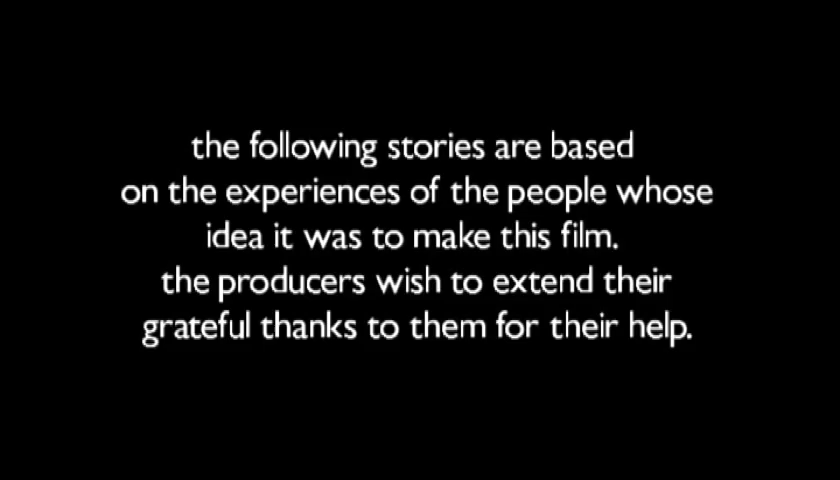 the following stories are based
on the experiences of the people whose
idea it was to make this film.
the producers wish to extend their
grateful thanks to them for their help.